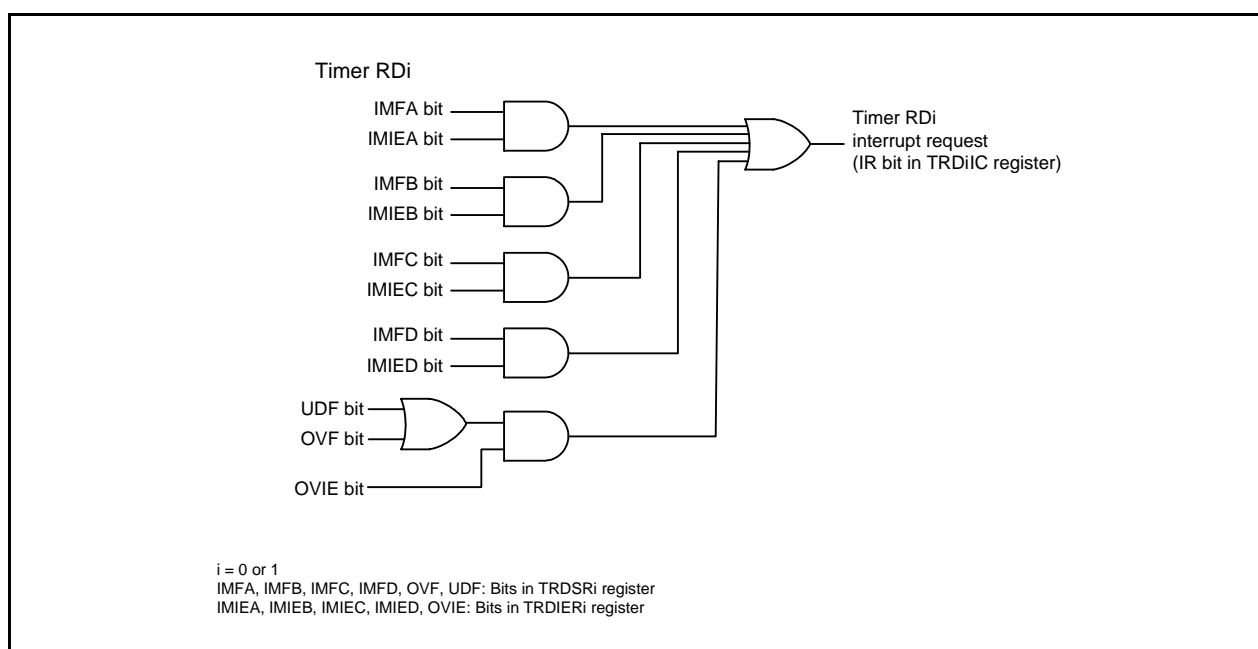 Timer RDi
IMFA bit
IMIEA bit
IMFB bit
IMIEB bit
IMFC bit
IMIEC bit
IMFD bit
IMIED bit
UDF bit
OVF bit
OVIE bit
Timer RDi
interrupt request
(IR bit in TRDiIC register)
i = 0 or 1
IMFA, IMFB, IMFC, IMFD, OVF, UDF: Bits in TRDSRi register
IMIEA, IMIEB, IMIEC, IMIED, OVIE: Bits in TRDIERi register